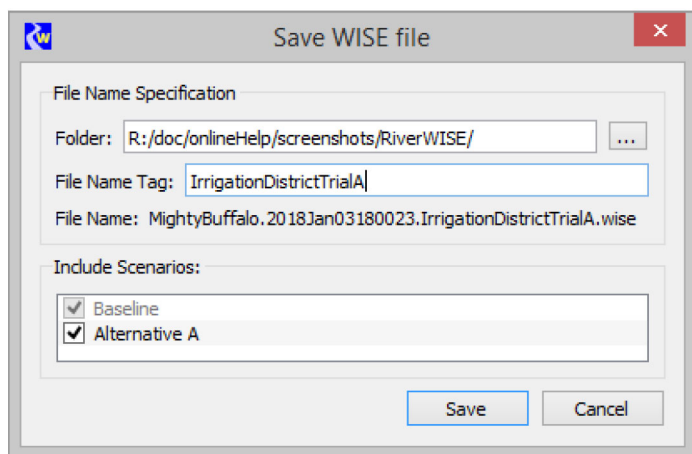 W
Save WISE file
×
File Name Specification
Folder: R:/doc/onlineHelp/screenshots/RiverWISE/ ...
File Name Tag: IrrigationDistrictTrialA
File Name: MightyBuffalo.2018Jan03180023.IrrigationDistrictTrialA.wise
Include Scenarios:
Baseline
Alternative A
Save Cancel